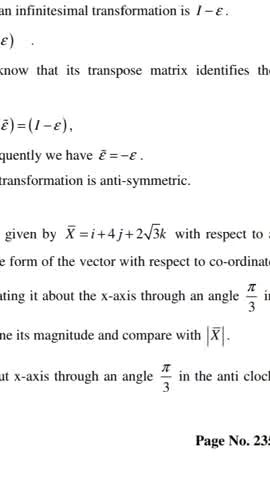 an infinitesimal transformation is I − ε .
ε) .
know that its transpose matrix identifies the
ε̃) = (I − ε),
quently we have ε̃ = −ε .
transformation is anti-symmetric.
given by X̄ = i + 4j + 2√3k with respect to a
e form of the vector with respect to co-ordinate
ating it about the x-axis through an angle π/3 in
ne its magnitude and compare with |X̄|.
ut x-axis through an angle π/3 in the anti clock
Page No. 235